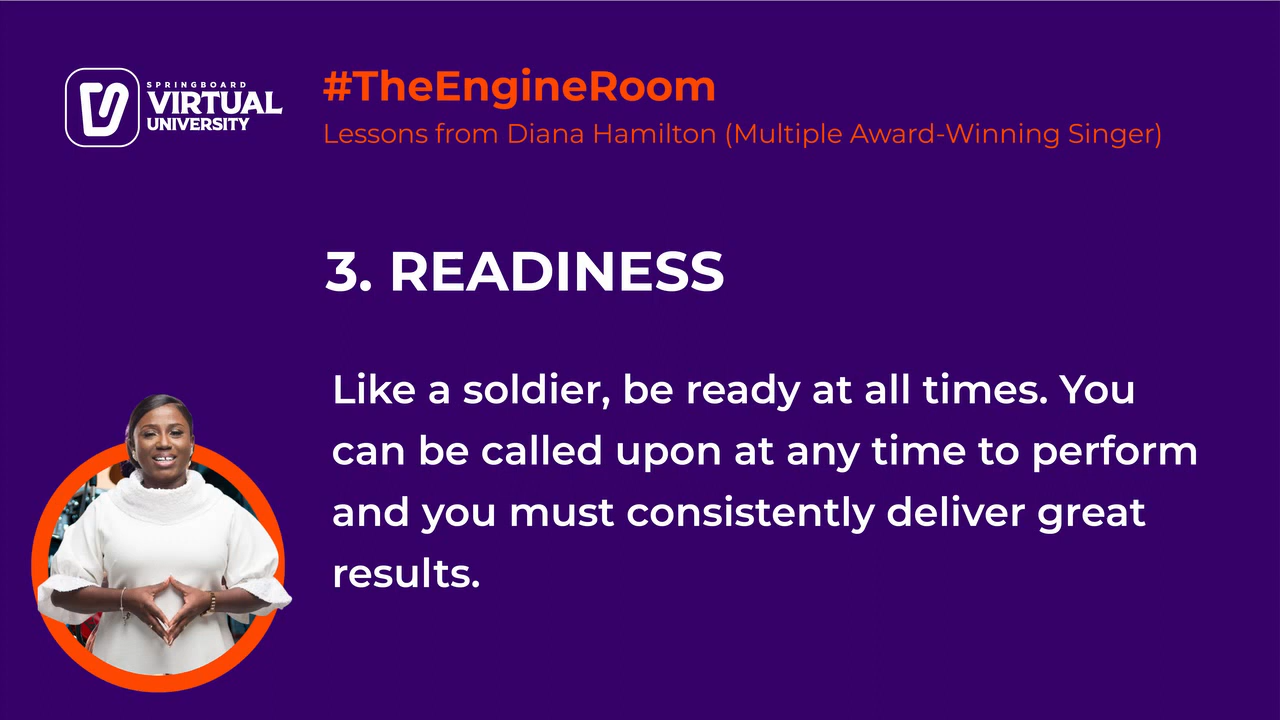 SPRINGBOARD
VIRTUAL
UNIVERSITY
#TheEngineRoom
Lessons from Diana Hamilton (Multiple Award-Winning Singer)
3. READINESS
Like a soldier, be ready at all times. You
can be called upon at any time to perform
and you must consistently deliver great
results.